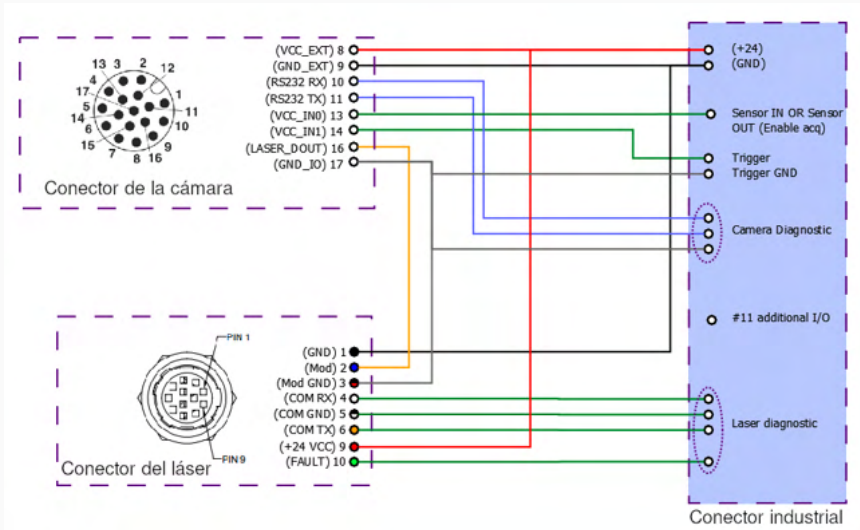 13 3 2 12
4
17
5
14
6
15
7 8 16
1
11
10
9
Conector de la cámara
(VCC_EXT) 8
(GND_EXT) 9
(RS232 RX) 10
(RS232 TX) 11
(VCC_IN0) 13
(VCC_IN1) 14
(LASER_DOUT) 16
(GND_IO) 17
(+24)
(GND)
Sensor IN OR Sensor
OUT (Enable acq)
Trigger
Trigger GND
Camera Diagnostic
#11 additional I/O
Laser diagnostic
Conector industrial
PIN 1
PIN 9
Conector del láser
(GND) 1
(Mod) 2
(Mod GND) 3
(COM RX) 4
(COM GND) 5
(COM TX) 6
(+24 VCC) 9
(FAULT) 10